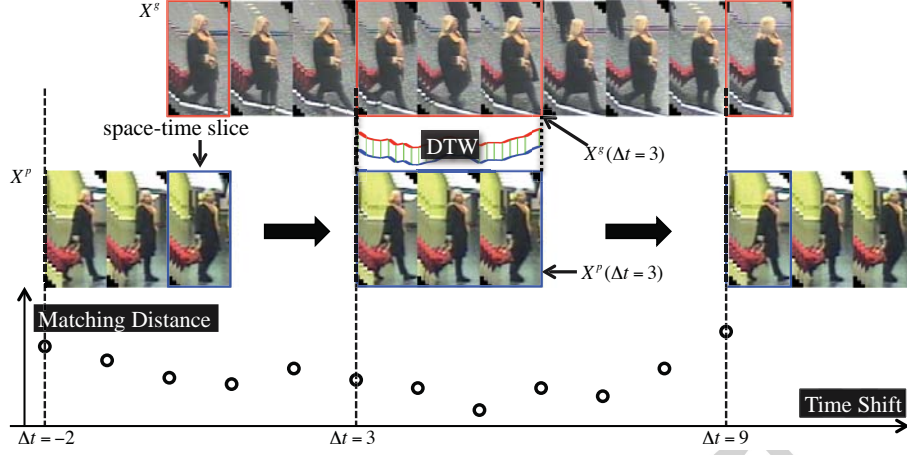 X^g
space-time slice
DTW
X^g(Δt = 3)
X^p
X^p(Δt = 3)
Matching Distance
Time Shift
Δt = −2
Δt = 3
Δt = 9